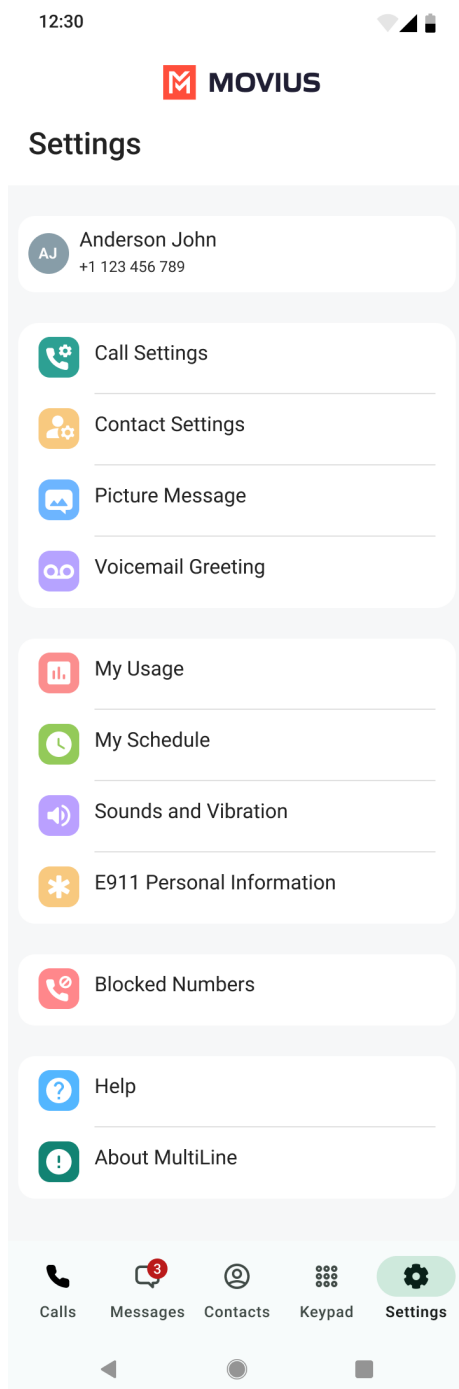 12:30
MOVIUS
Settings
AJ
Anderson John
+1 123 456 789
Call Settings
Contact Settings
Picture Message
Voicemail Greeting
My Usage
My Schedule
Sounds and Vibration
E911 Personal Information
Blocked Numbers
Help
About MultiLine
3
Calls Messages Contacts Keypad Settings